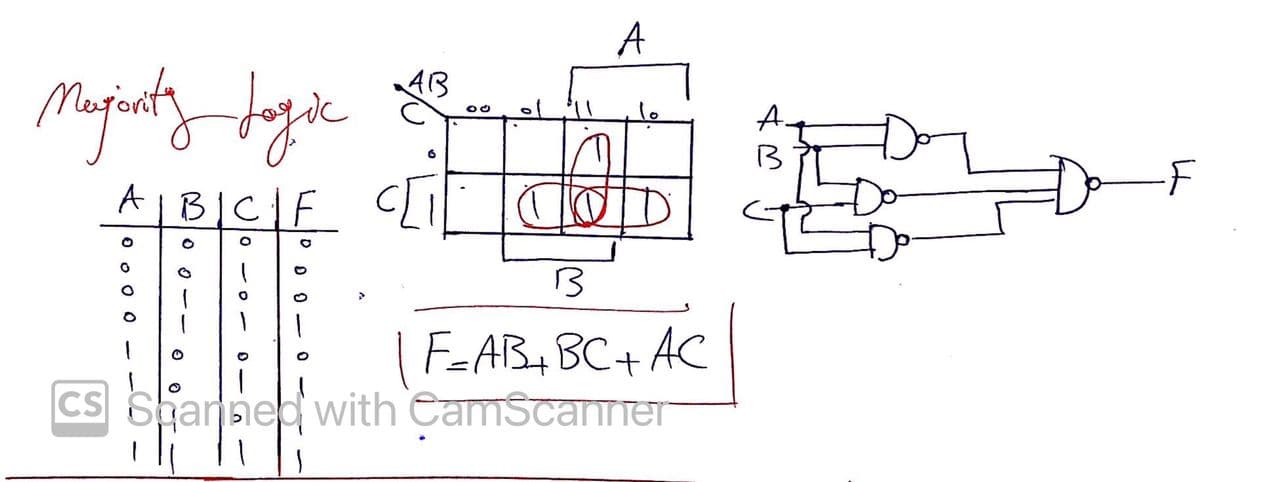 Majority Logic
A B C F
0 0 0 0
0 0 1 0
0 1 0 0
0 1 1 1
1 0 0 0
1 0 1 1
1 1 0 1
1 1 1 1
A
AB
C 00 01 11 10
0 1
C 1 1 1 1
B
F=AB+BC+AC
A
B
C
F
CS Scanned with CamScanner